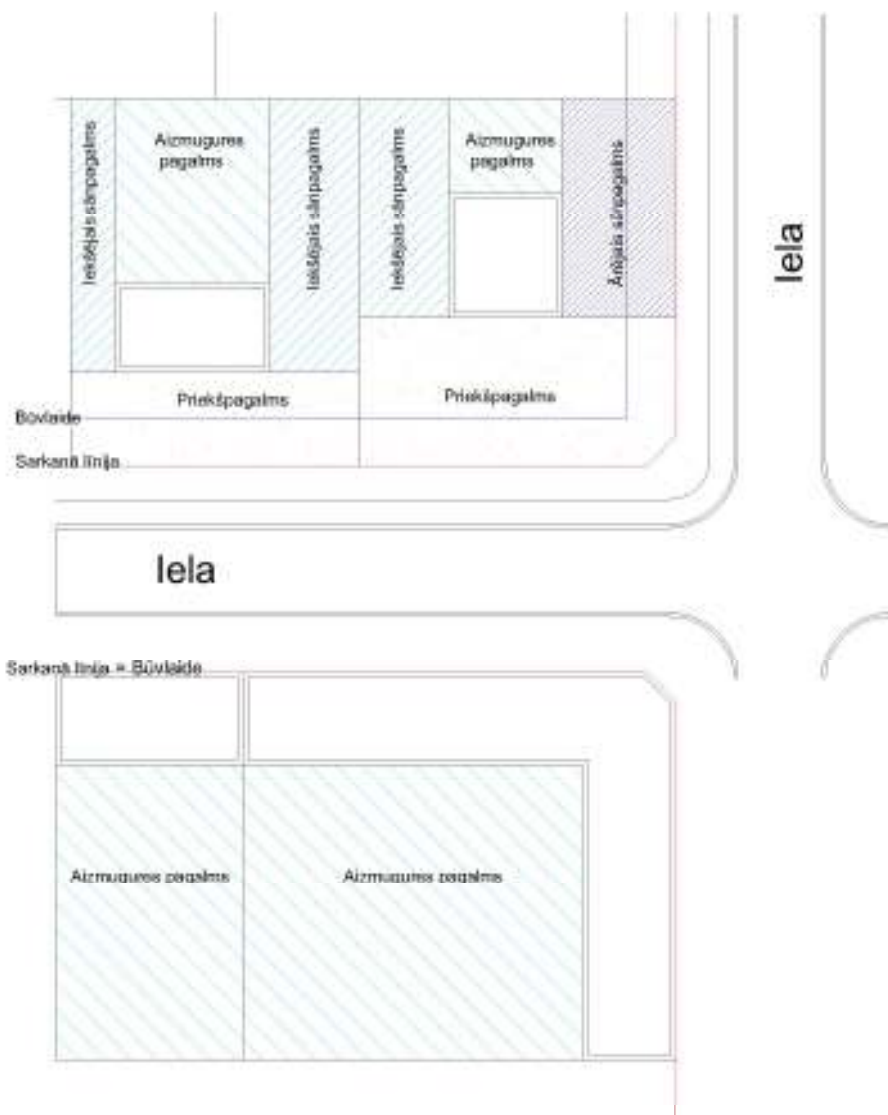 Iekšējais sānpagalms
Aizmugures
pagalms
Iekšējais sānpagalms
Iekšējais sānpagalms
Aizmugures
pagalms
Ārējais sānpagalms
Iela
Priekšpagalms
Priekšpagalms
Būvlaide
Sarkanā līnija
Iela
Sarkanā līnija = Būvlaide
Aizmugures pagalms
Aizmugures pagalms